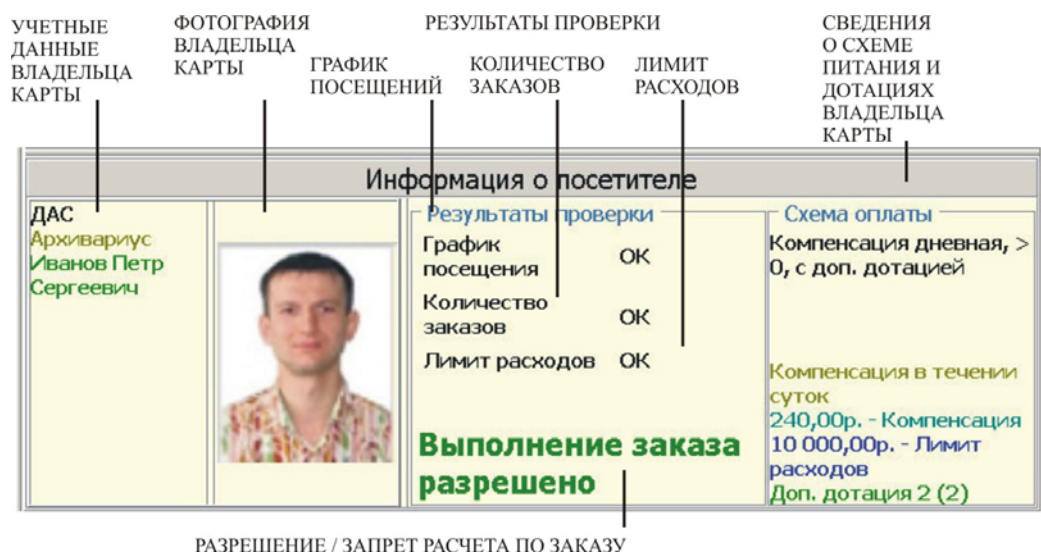 УЧЕТНЫЕ
ДАННЫЕ
ВЛАДЕЛЬЦА
КАРТЫ
ФОТОГРАФИЯ
ВЛАДЕЛЬЦА
КАРТЫ
РЕЗУЛЬТАТЫ ПРОВЕРКИ
ГРАФИК
ПОСЕЩЕНИЙ
КОЛИЧЕСТВО
ЗАКАЗОВ
ЛИМИТ
РАСХОДОВ
СВЕДЕНИЯ
О СХЕМЕ
ПИТАНИЯ И
ДОТАЦИЯХ
ВЛАДЕЛЬЦА
КАРТЫ
Информация о посетителе
ДАС
Архивариус
Иванов Петр
Сергеевич
Результаты проверки
График
посещения ОК
Количество
заказов ОК
Лимит расходов ОК
Выполнение заказа
разрешено
Схема оплаты
Компенсация дневная, >
0, с доп. дотацией
Компенсация в течении
суток
240,00р. - Компенсация
10 000,00р. - Лимит
расходов
Доп. дотация 2 (2)
РАЗРЕШЕНИЕ / ЗАПРЕТ РАСЧЕТА ПО ЗАКАЗУ